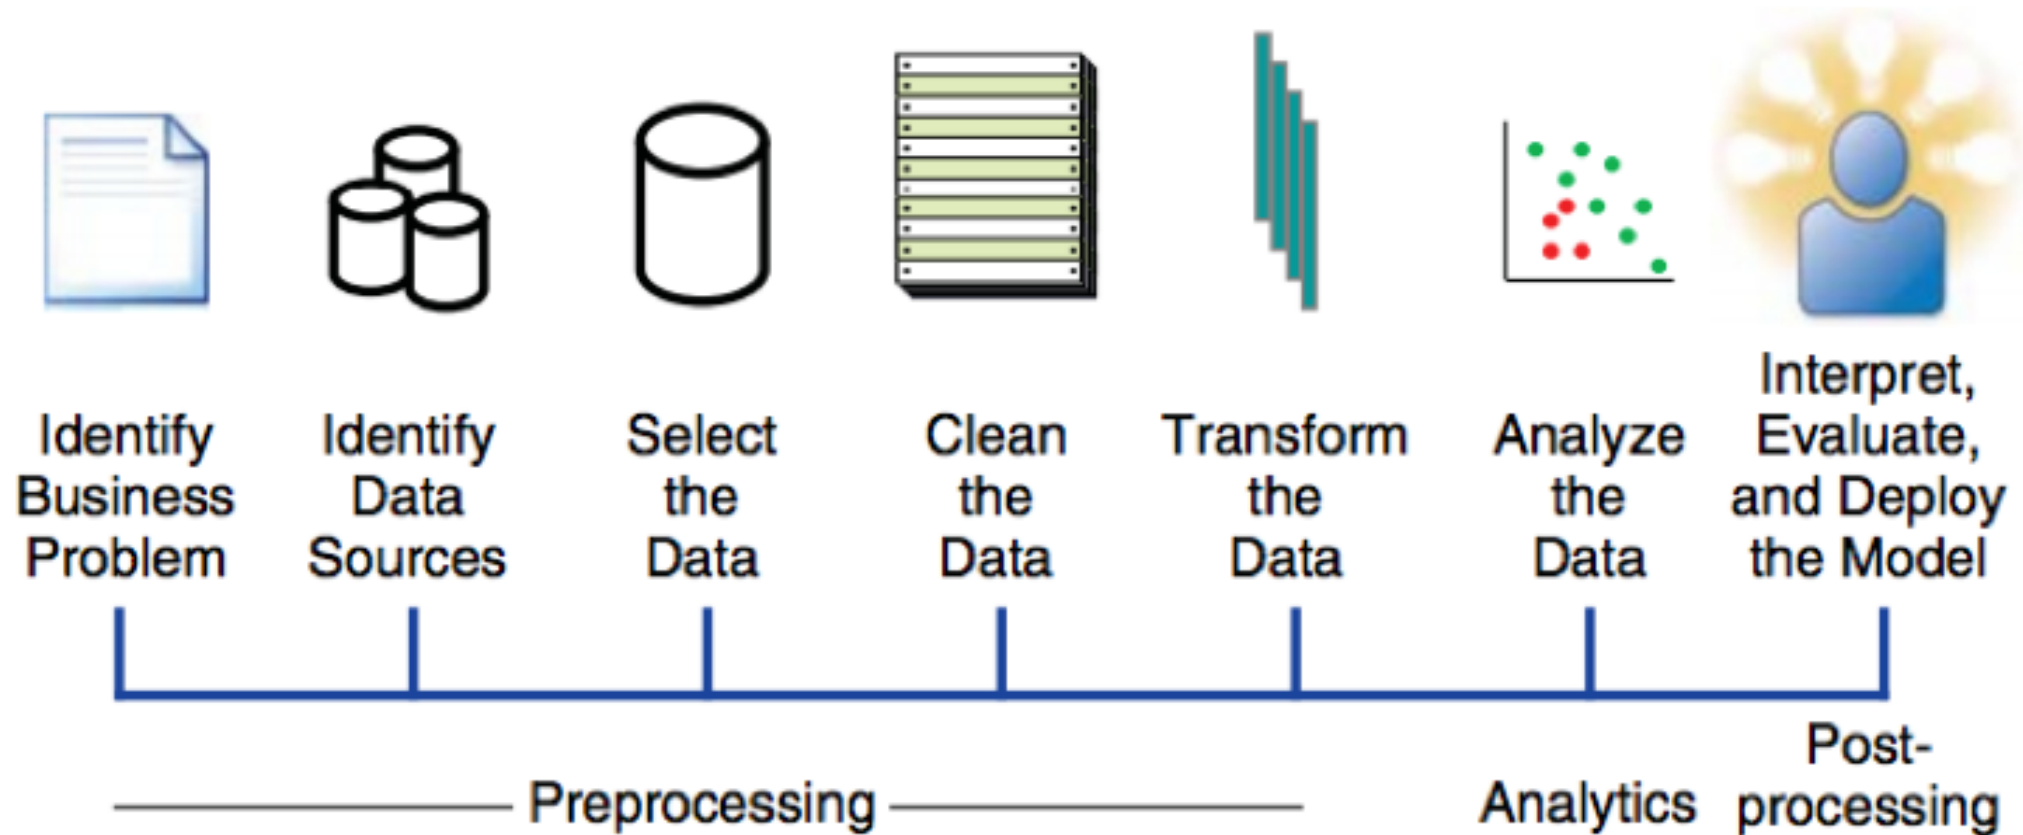 Identify
Business
Problem
Identify
Data
Sources
Select
the
Data
Clean
the
Data
Transform
the
Data
Analyze
the
Data
Interpret,
Evaluate,
and Deploy
the Model
Preprocessing
Analytics
Post-
processing